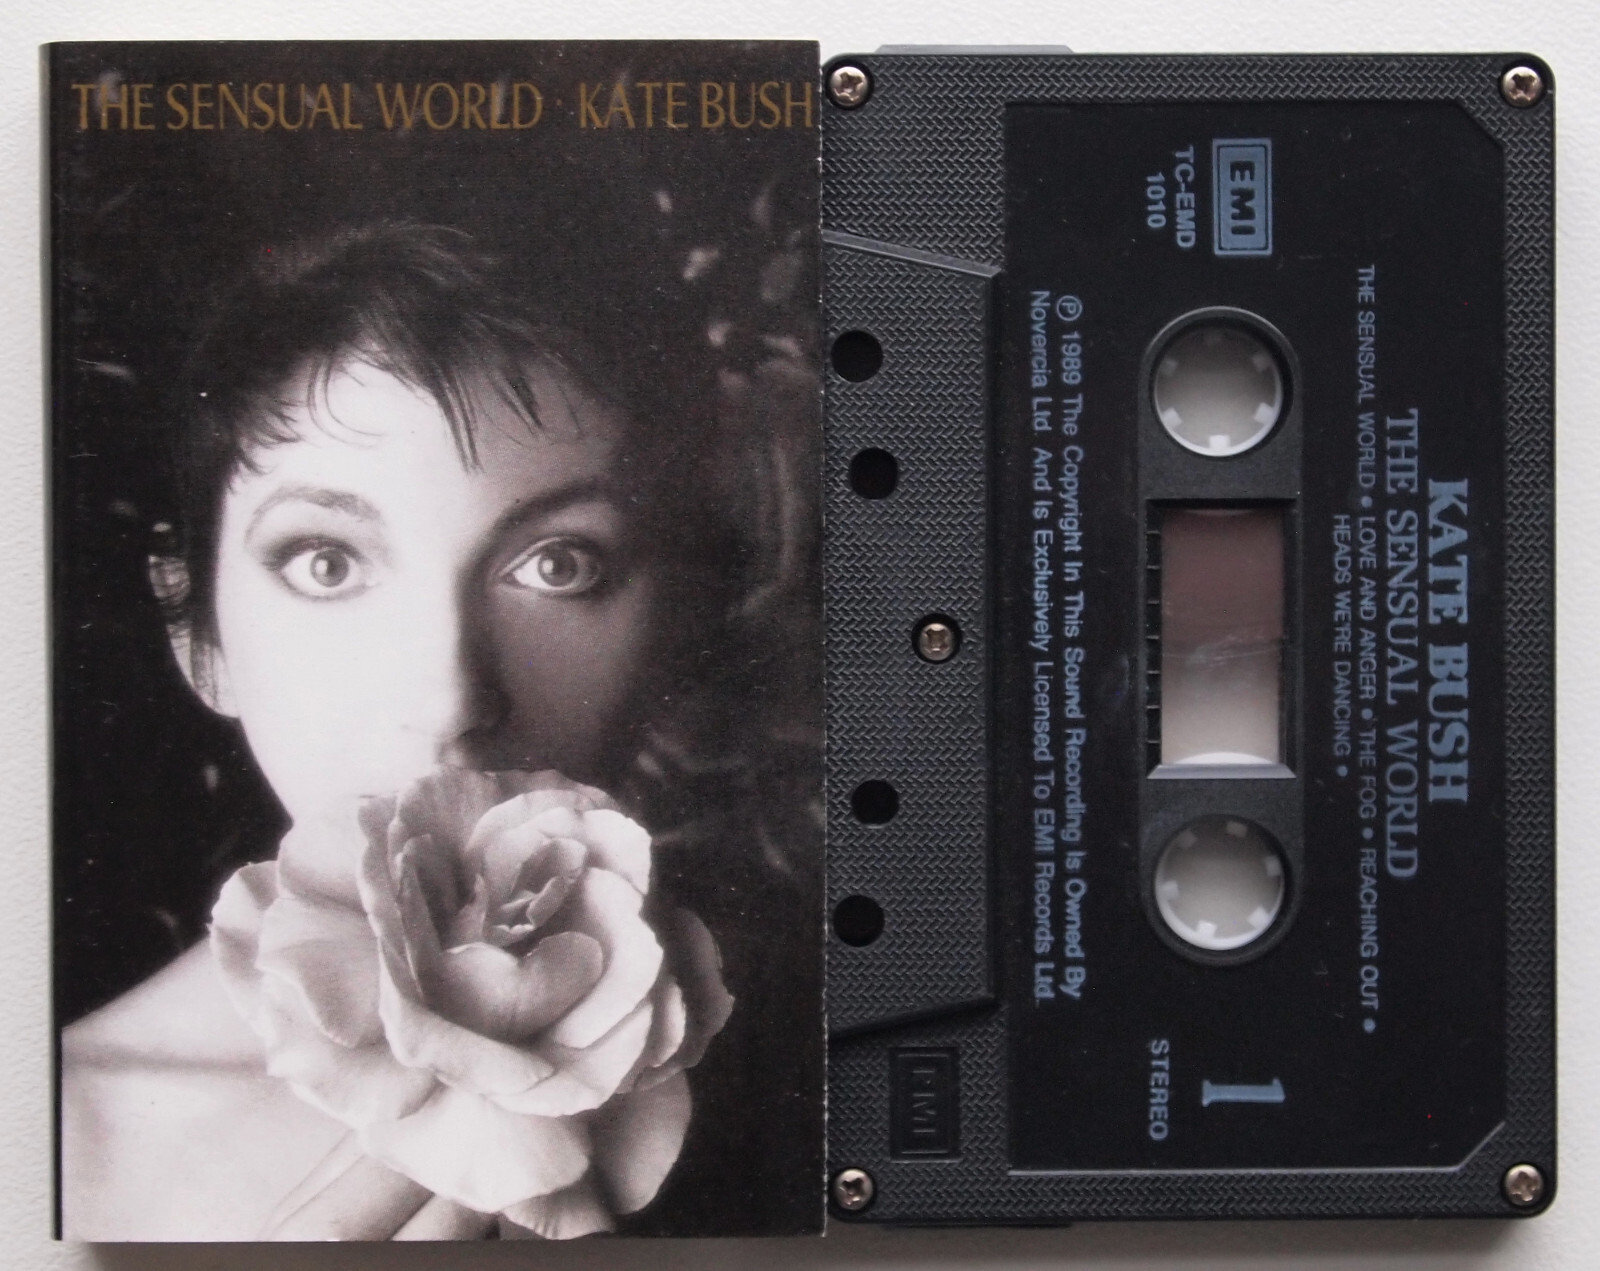 THE SENSUAL WORLD · KATE BUSH
KATE BUSH
THE SENSUAL WORLD
THE SENSUAL WORLD ● LOVE AND ANGER ● THE FOG ● REACHING OUT ●
HEADS WE'RE DANCING ●
EMI
TC-EMD
1010
1
STEREO
Ⓟ 1989 The Copyright In This Sound Recording Is Owned By
Novercia Ltd. And Is Exclusively Licensed To EMI Records Ltd.
EMI